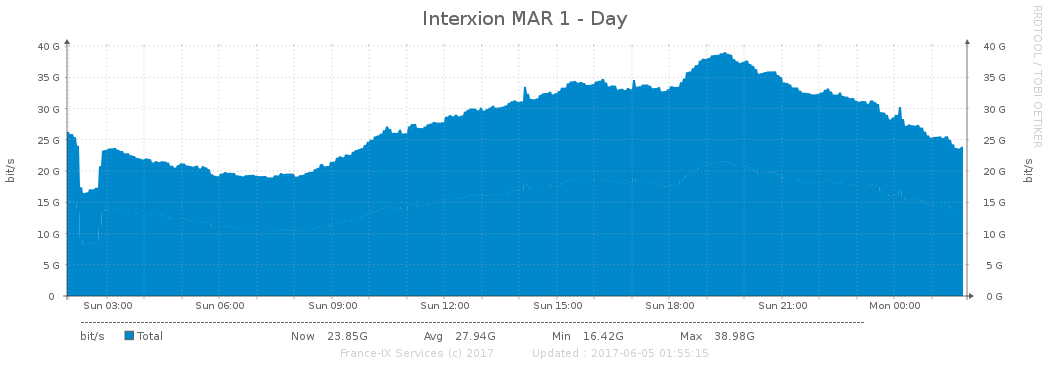 Interxion MAR 1 - Day
RRDTOOL / TOBI OETIKER
bit/s
bit/s
40 G 40 G
35 G 35 G
30 G 30 G
25 G 25 G
20 G 20 G
15 G 15 G
10 G 10 G
5 G 5 G
0 0 G
Sun 03:00 Sun 06:00 Sun 09:00 Sun 12:00 Sun 15:00 Sun 18:00 Sun 21:00 Mon 00:00
bit/s Total Now 23.85G Avg 27.94G Min 16.42G Max 38.98G
France-IX Services (c) 2017 Updated : 2017-06-05 01:55:15